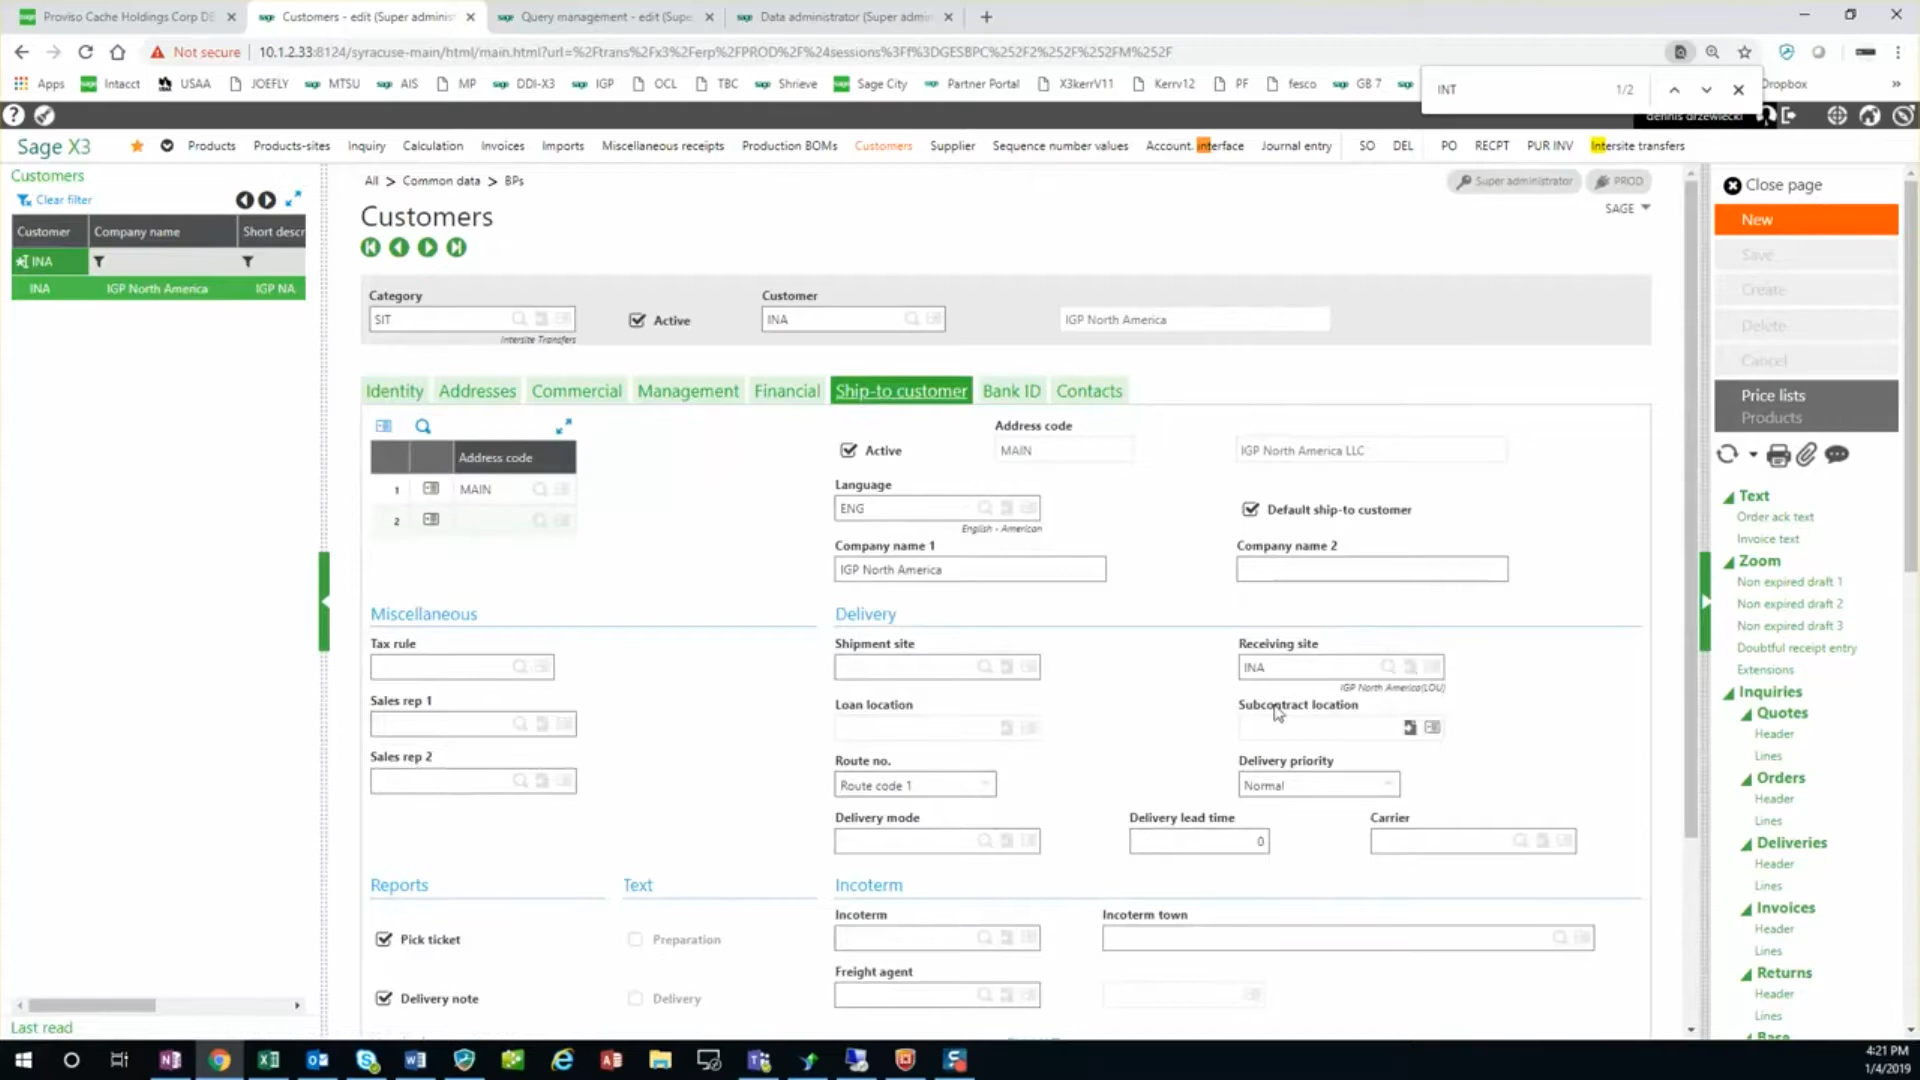 Proviso Cache Holdings Corp DE
Customers - edit (Super administ
Query management - edit (Supe
Data administrator (Super admin
Not secure
10.1.2.33:8124/syracuse-main/html/main.html?url=%2Ftrans%2Fx3%2Ferp%2FPROD%2F%24sessions%3Ff%3DGESBPC%252F2%252F%252FM%252F
Apps
Intacct
USAA
JOEFLY
MTSU
AIS
MP
DDI-X3
IGP
OCL
TBC
Shrieve
Sage City
Partner Portal
X3kerrV11
Kerrv12
PF
fesco
GB 7
Dropbox
INT
1/2
dennis drzewiecki
Sage X3
Products
Products-sites
Inquiry
Calculation
Invoices
Imports
Miscellaneous receipts
Production BOMs
Customers
Supplier
Sequence number values
Account. interface
Journal entry
SO
DEL
PO
RECPT
PUR INV
Intersite transfers
Customers
Clear filter
Customer
Company name
Short descr
INA
INA
IGP North America
IGP NA
Last read
All > Common data > BPs
Super administrator
PROD
SAGE
Customers
Category
SIT
Intersite Transfers
Active
Customer
INA
IGP North America
Identity
Addresses
Commercial
Management
Financial
Ship-to customer
Bank ID
Contacts
Address code
1
MAIN
2
Active
Address code
MAIN
IGP North America LLC
Language
ENG
English - American
Default ship-to customer
Company name 1
IGP North America
Company name 2
Miscellaneous
Tax rule
Sales rep 1
Sales rep 2
Delivery
Shipment site
Receiving site
INA
IGP North America(LOU)
Loan location
Subcontract location
Route no.
Route code 1
Delivery priority
Normal
Delivery mode
Delivery lead time
0
Carrier
Reports
Text
Incoterm
Pick ticket
Preparation
Incoterm
Incoterm town
Delivery note
Delivery
Freight agent
Close page
New
Save
Create
Delete
Cancel
Price lists
Products
Text
Order ack text
Invoice text
Zoom
Non expired draft 1
Non expired draft 2
Non expired draft 3
Doubtful receipt entry
Extensions
Inquiries
Quotes
Header
Lines
Orders
Header
Lines
Deliveries
Header
Lines
Invoices
Header
Lines
Returns
Header
Lines
Base
4:21 PM
1/4/2019